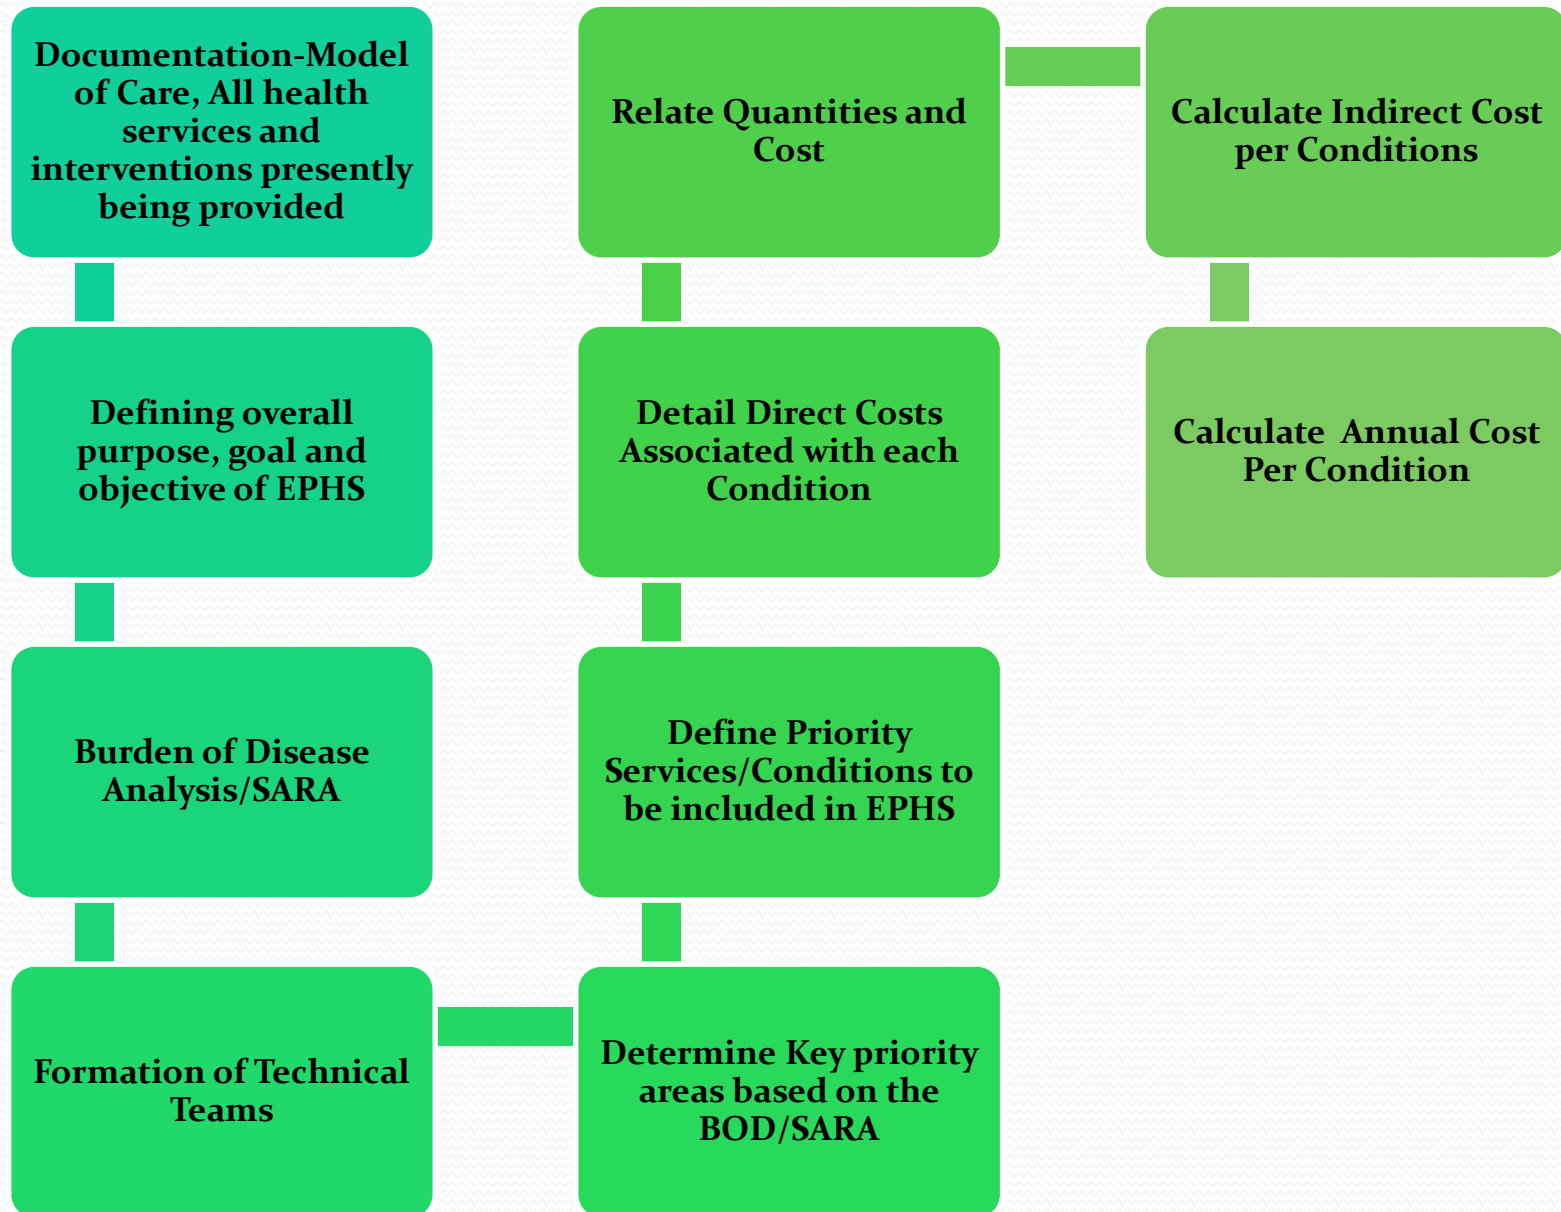 Documentation-Model
of Care, All health
services and
interventions presently
being provided
Defining overall
purpose, goal and
objective of EPHS
Burden of Disease
Analysis/SARA
Formation of Technical
Teams
Determine Key priority
areas based on the
BOD/SARA
Define Priority
Services/Conditions to
be included in EPHS
Detail Direct Costs
Associated with each
Condition
Relate Quantities and
Cost
Calculate Indirect Cost
per Conditions
Calculate  Annual Cost
Per Condition